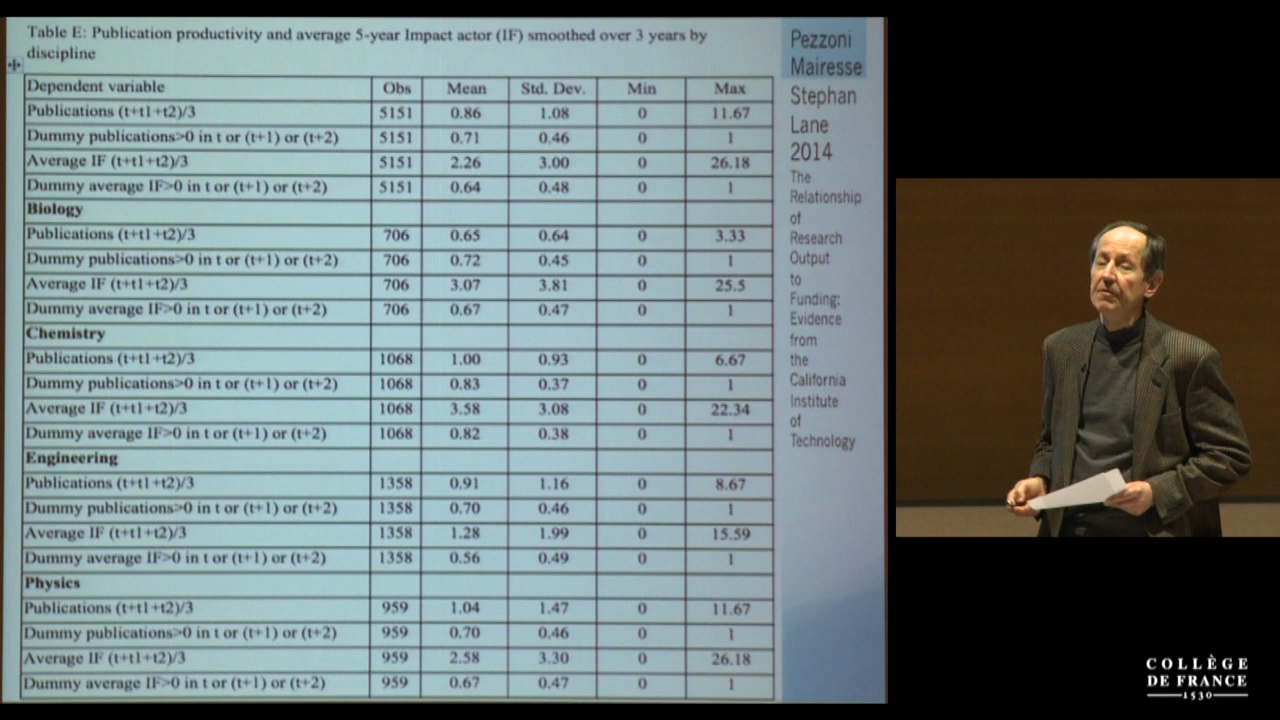 Table E: Publication productivity and average 5-year Impact actor (IF) smoothed over 3 years by
discipline
Dependent variable Obs Mean Std. Dev. Min Max
Publications (t+t1+t2)/3 5151 0.86 1.08 0 11.67
Dummy publications>0 in t or (t+1) or (t+2) 5151 0.71 0.46 0 1
Average IF (t+t1+t2)/3 5151 2.26 3.00 0 26.18
Dummy average IF>0 in t or (t+1) or (t+2) 5151 0.64 0.48 0 1
Biology
Publications (t+t1+t2)/3 706 0.65 0.64 0 3.33
Dummy publications>0 in t or (t+1) or (t+2) 706 0.72 0.45 0 1
Average IF (t+t1+t2)/3 706 3.07 3.81 0 25.5
Dummy average IF>0 in t or (t+1) or (t+2) 706 0.67 0.47 0 1
Chemistry
Publications (t+t1+t2)/3 1068 1.00 0.93 0 6.67
Dummy publications>0 in t or (t+1) or (t+2) 1068 0.83 0.37 0 1
Average IF (t+t1+t2)/3 1068 3.58 3.08 0 22.34
Dummy average IF>0 in t or (t+1) or (t+2) 1068 0.82 0.38 0 1
Engineering
Publications (t+t1+t2)/3 1358 0.91 1.16 0 8.67
Dummy publications>0 in t or (t+1) or (t+2) 1358 0.70 0.46 0 1
Average IF (t+t1+t2)/3 1358 1.28 1.99 0 15.59
Dummy average IF>0 in t or (t+1) or (t+2) 1358 0.56 0.49 0 1
Physics
Publications (t+t1+t2)/3 959 1.04 1.47 0 11.67
Dummy publications>0 in t or (t+1) or (t+2) 959 0.70 0.46 0 1
Average IF (t+t1+t2)/3 959 2.58 3.30 0 26.18
Dummy average IF>0 in t or (t+1) or (t+2) 959 0.67 0.47 0 1
Pezzoni
Mairesse
Stephan
Lane
2014
The
Relationship
of
Research
Output
to
Funding:
Evidence
from
the
California
Institute
of
Technology
COLLÈGE
DE FRANCE
1530